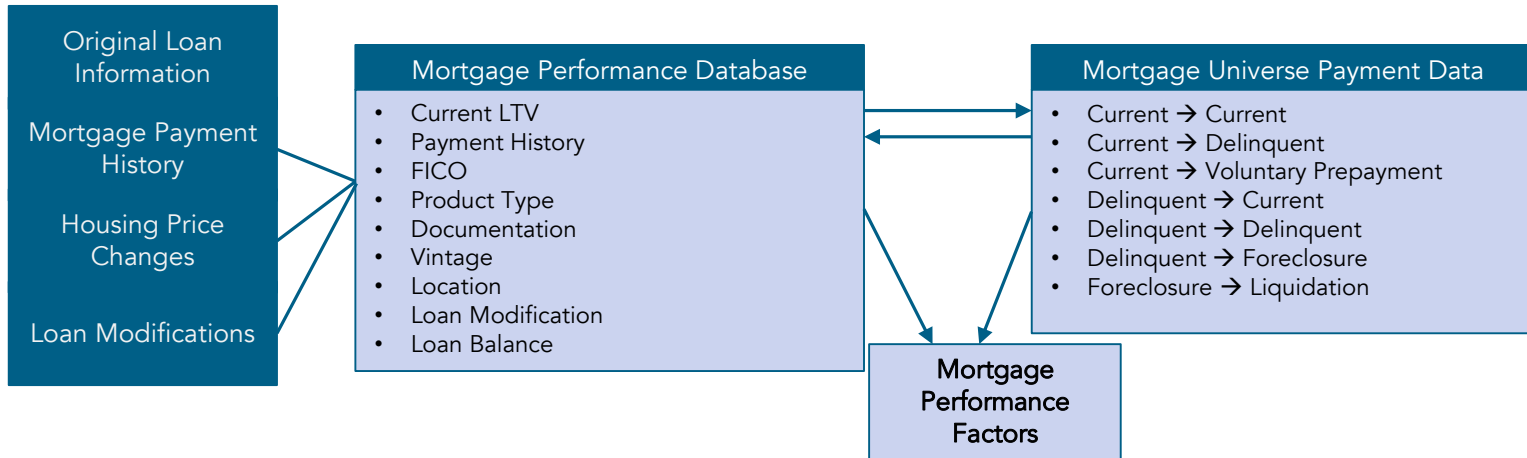 Original Loan
Information
Mortgage Payment
History
Housing Price
Changes
Loan Modifications
Mortgage Performance Database
• Current LTV
• Payment History
• FICO
• Product Type
• Documentation
• Vintage
• Location
• Loan Modification
• Loan Balance
Mortgage Universe Payment Data
• Current → Current
• Current → Delinquent
• Current → Voluntary Prepayment
• Delinquent → Current
• Delinquent → Delinquent
• Delinquent → Foreclosure
• Foreclosure → Liquidation
Mortgage
Performance
Factors